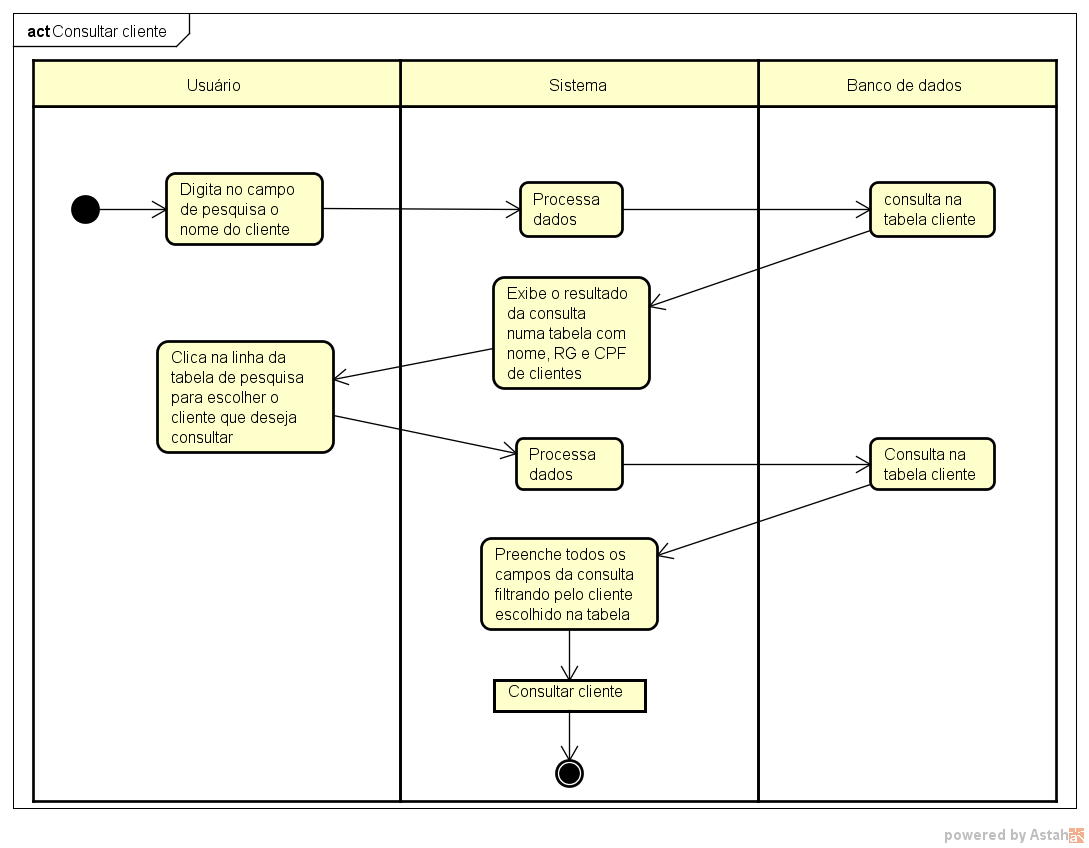 act Consultar cliente
Usuário
Sistema
Banco de dados
Digita no campo
de pesquisa o
nome do cliente
Processa
dados
consulta na
tabela cliente
Exibe o resultado
da consulta
numa tabela com
nome, RG e CPF
de clientes
Clica na linha da
tabela de pesquisa
para escolher o
cliente que deseja
consultar
Processa
dados
Consulta na
tabela cliente
Preenche todos os
campos da consulta
filtrando pelo cliente
escolhido na tabela
Consultar cliente
powered by Astah